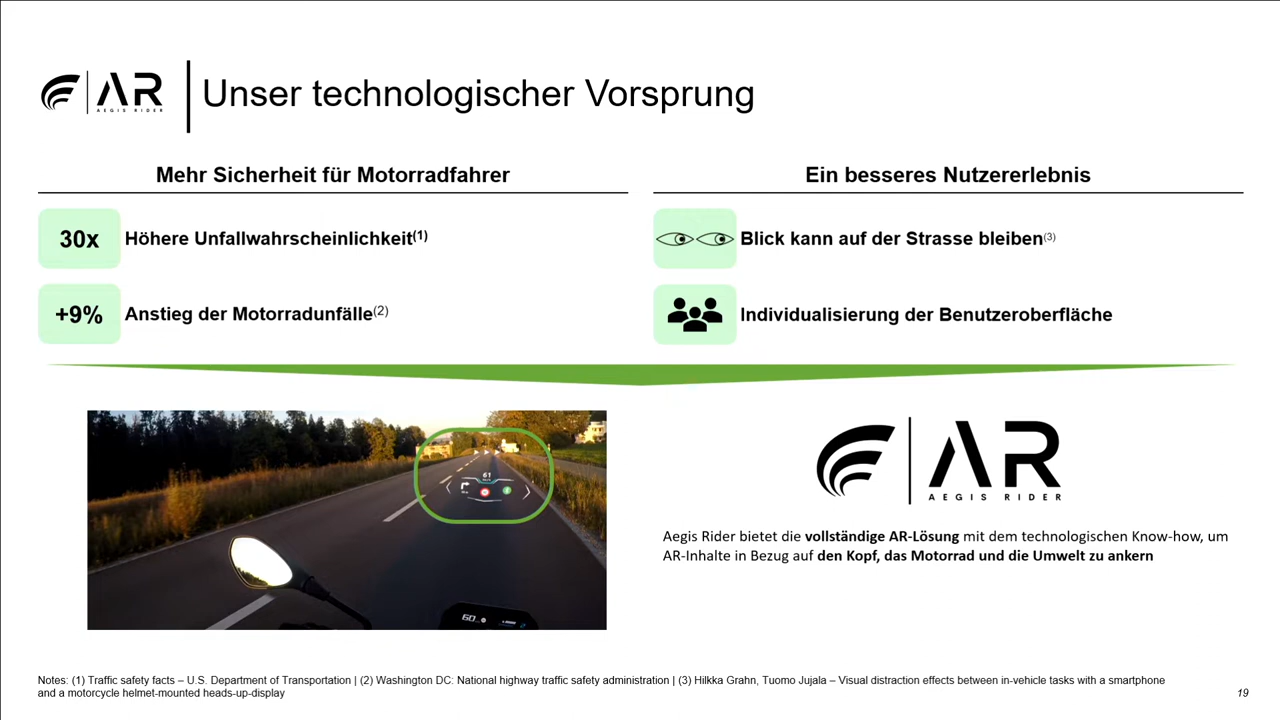 AR
AEGIS RIDER
Unser technologischer Vorsprung
Mehr Sicherheit für Motorradfahrer
30x Höhere Unfallwahrscheinlichkeit(1)
+9% Anstieg der Motorradunfälle(2)
Ein besseres Nutzererlebnis
Blick kann auf der Strasse bleiben(3)
Individualisierung der Benutzeroberfläche
61
60
AR
AEGIS RIDER
Aegis Rider bietet die vollständige AR-Lösung mit dem technologischen Know-how, um
AR-Inhalte in Bezug auf den Kopf, das Motorrad und die Umwelt zu ankern
Notes: (1) Traffic safety facts – U.S. Department of Transportation | (2) Washington DC: National highway traffic safety administration | (3) Hilkka Grahn, Tuomo Jujala – Visual distraction effects between in-vehicle tasks with a smartphone
and a motorcycle helmet-mounted heads-up-display
19